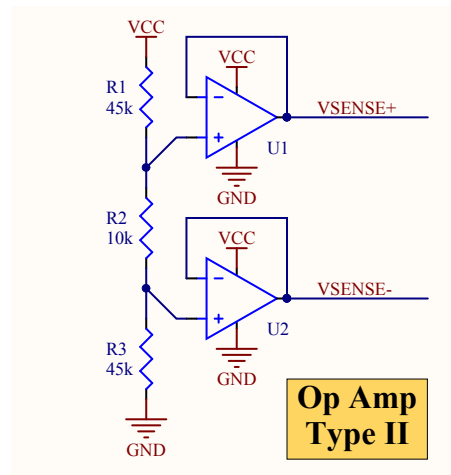 VCC
R1
45k
VCC
VSENSE+
U1
GND
R2
10k
VCC
VSENSE-
U2
GND
R3
45k
GND
Op Amp
Type II